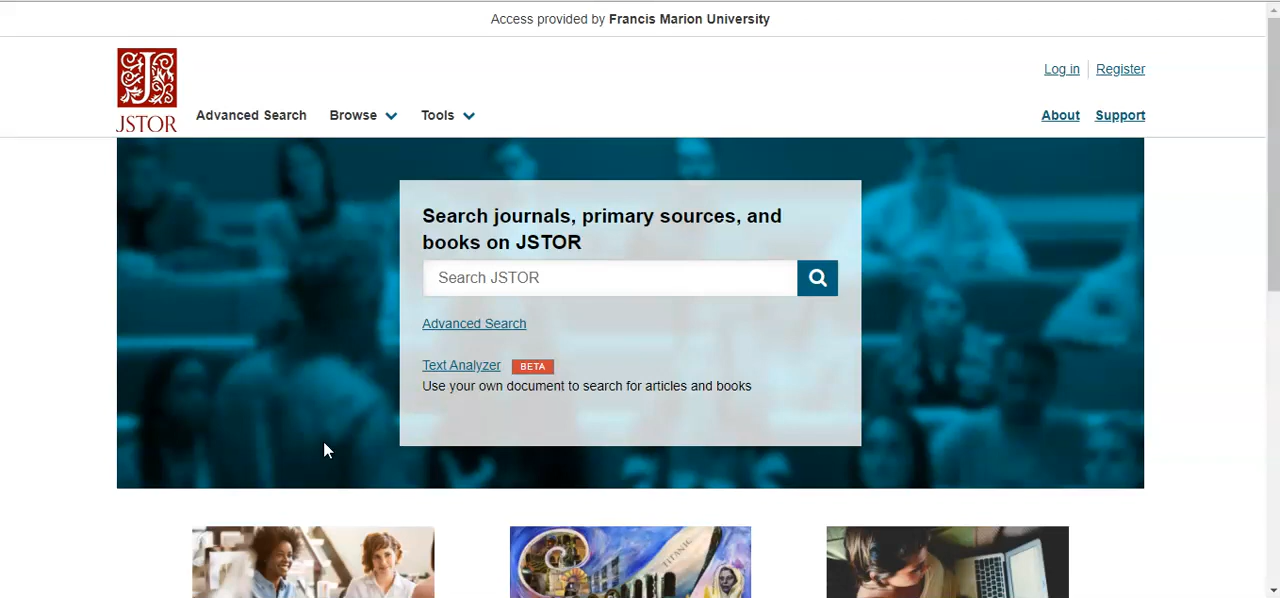 Access provided by Francis Marion University
Log in Register
JSTOR
Advanced Search Browse Tools
About Support
Search journals, primary sources, and
books on JSTOR
Search JSTOR
Advanced Search
Text Analyzer BETA
Use your own document to search for articles and books
TITANIC